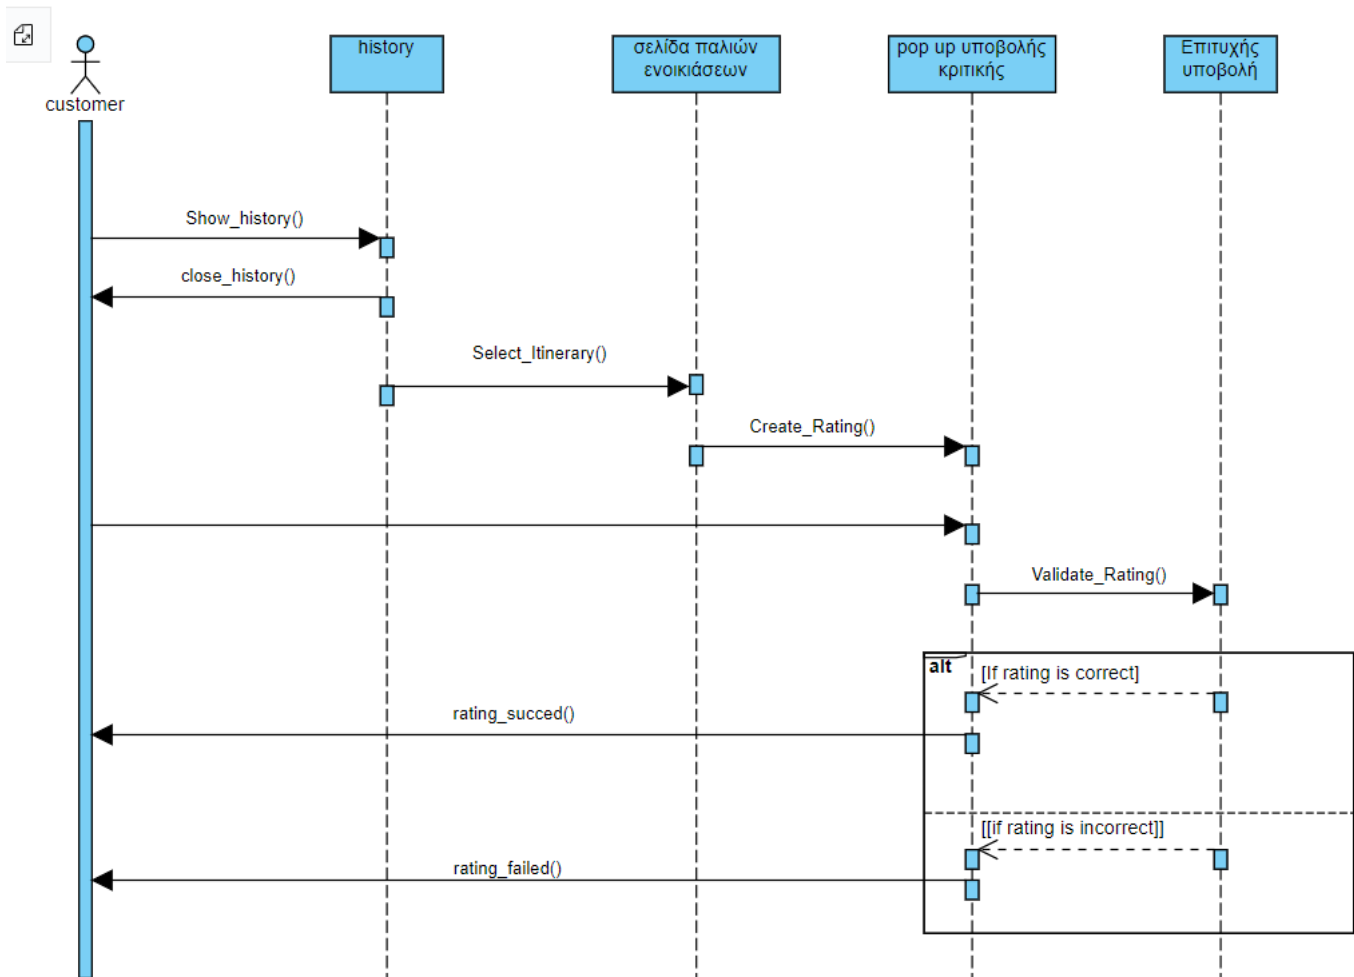 customer
history
σελίδα παλιών
ενοικιάσεων
pop up υποβολής
κριτικής
Επιτυχής
υποβολή
Show_history()
close_history()
Select_Itinerary()
Create_Rating()
Validate_Rating()
alt
[If rating is correct]
rating_succed()
[[if rating is incorrect]]
rating_failed()